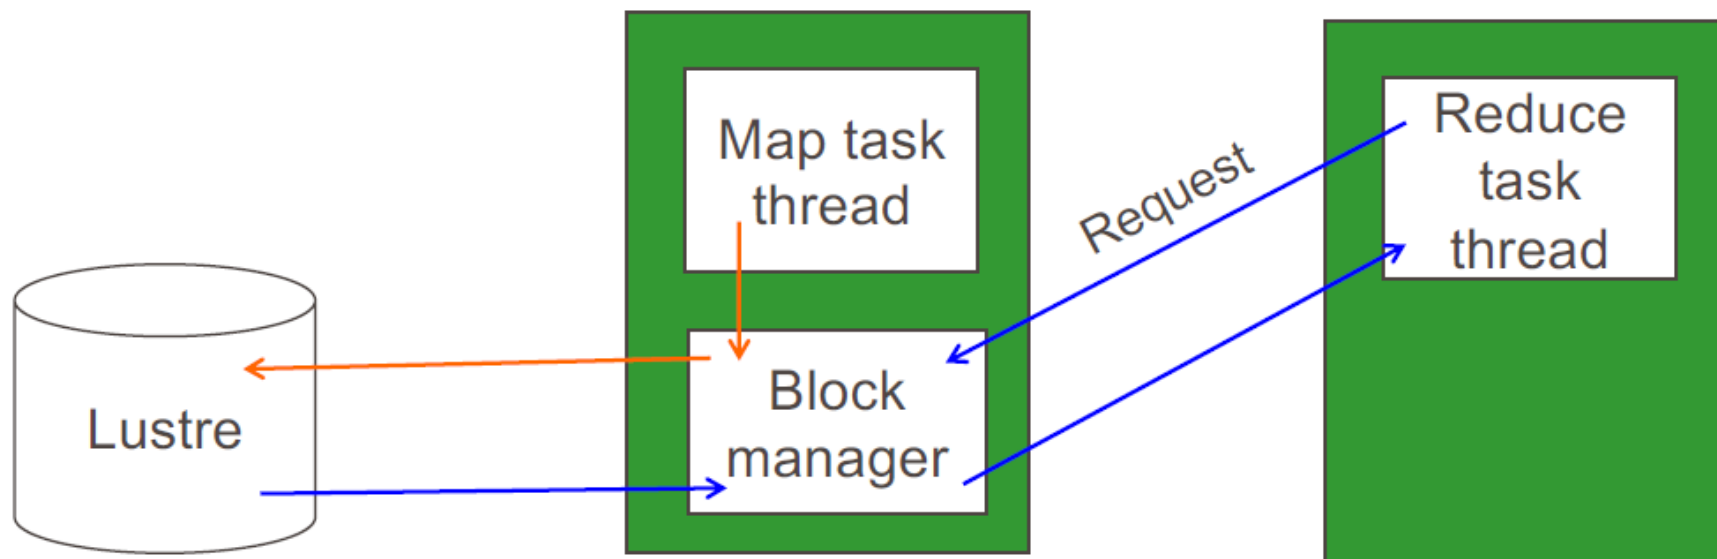 Map task
thread
Reduce
task
thread
Request
Block
manager
Lustre